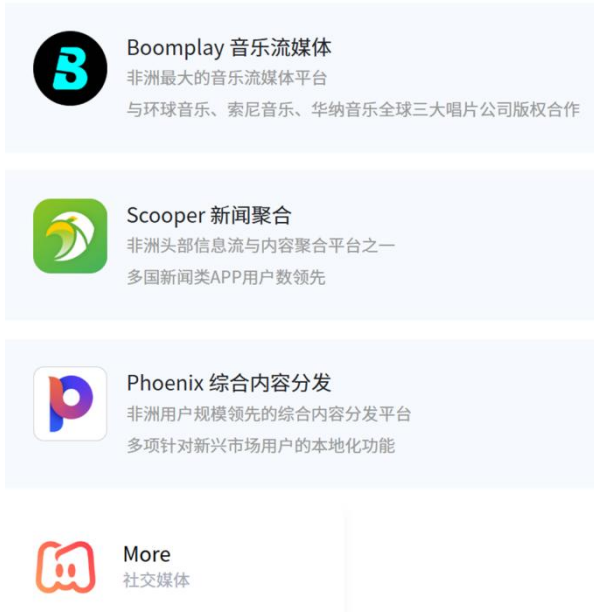 Boomplay 音乐流媒体
非洲最大的音乐流媒体平台
与环球音乐、索尼音乐、华纳音乐全球三大唱片公司版权合作
Scooper 新闻聚合
非洲头部信息流与内容聚合平台之一
多国新闻类APP用户数领先
Phoenix 综合内容分发
非洲用户规模领先的综合内容分发平台
多项针对新兴市场用户的本地化功能
More
社交媒体